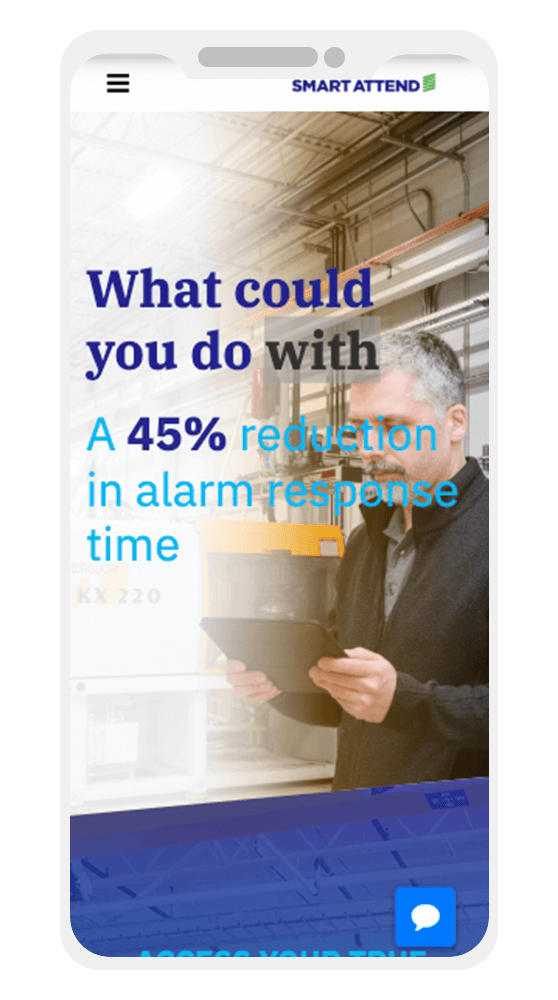 SMART ATTEND
What could
you do with
A 45% reduction
in alarm response
time
KX 220